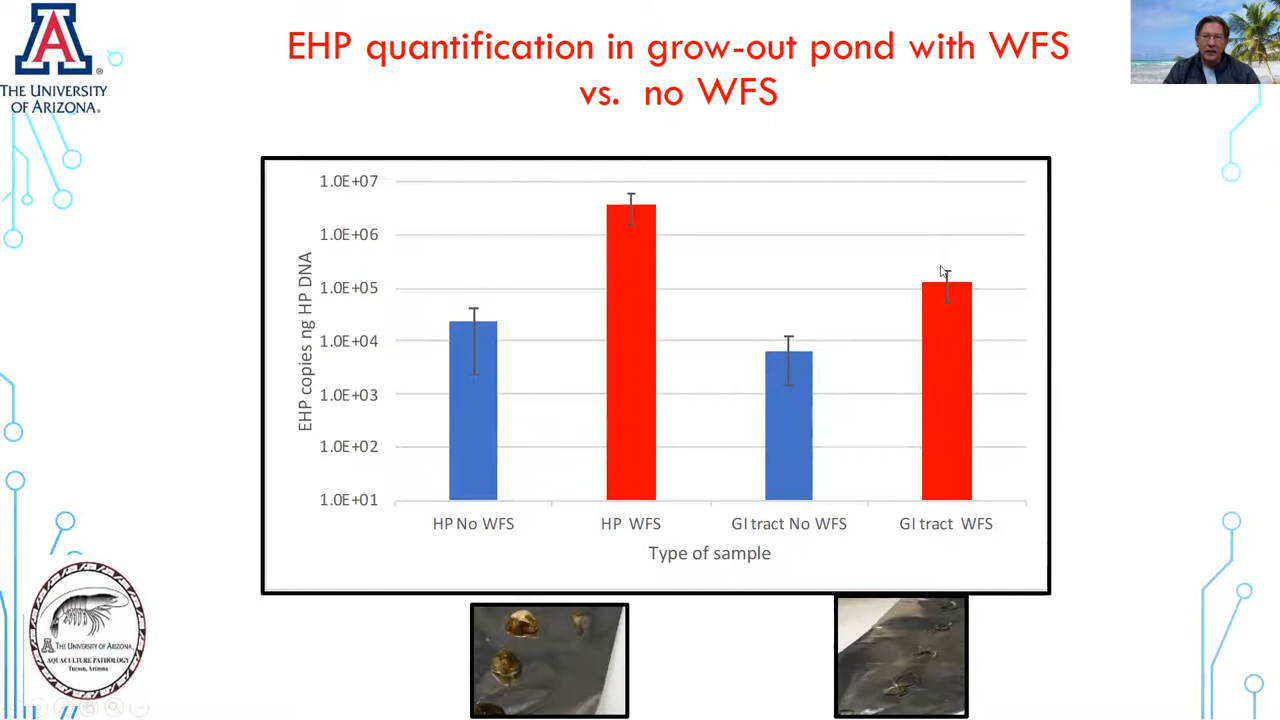 EHP quantification in grow-out pond with WFS
vs. no WFS
THE UNIVERSITY
OF ARIZONA®
EHP copies ng HP DNA
1.0E+07
1.0E+06
1.0E+05
1.0E+04
1.0E+03
1.0E+02
1.0E+01
HP No WFS
HP WFS
GI tract No WFS
GI tract WFS
Type of sample
THE UNIVERSITY
OF ARIZONA
AQUACULTURE PATHOLOGY
Tucson, Arizona